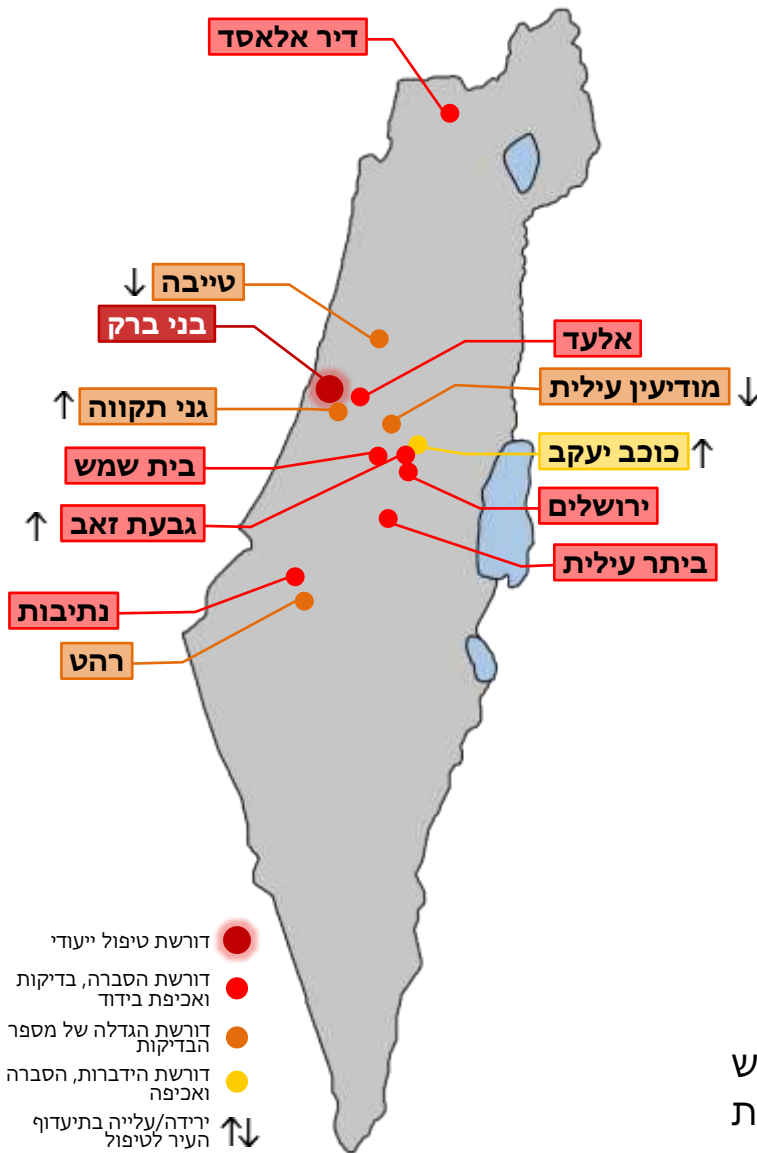 דיר אלאסד
↓ טייבה
בני ברק
אלעד
מודיעין עילית ↓
↑ גני תקווה
כוכב יעקב ↑
בית שמש
ירושלים
↑ גבעת זאב
ביתר עילית
נתיבות
רהט
דורשת טיפול ייעודי
דורשת הסברה, בדיקות
ואכיפת בידוד
דורשת הגדלה של מספר
הבדיקות
דורשת הידברות, הסברה
ואכיפה
ירידה/עלייה בתיעדוף
העיר לטיפול
↑↓
ש
ת